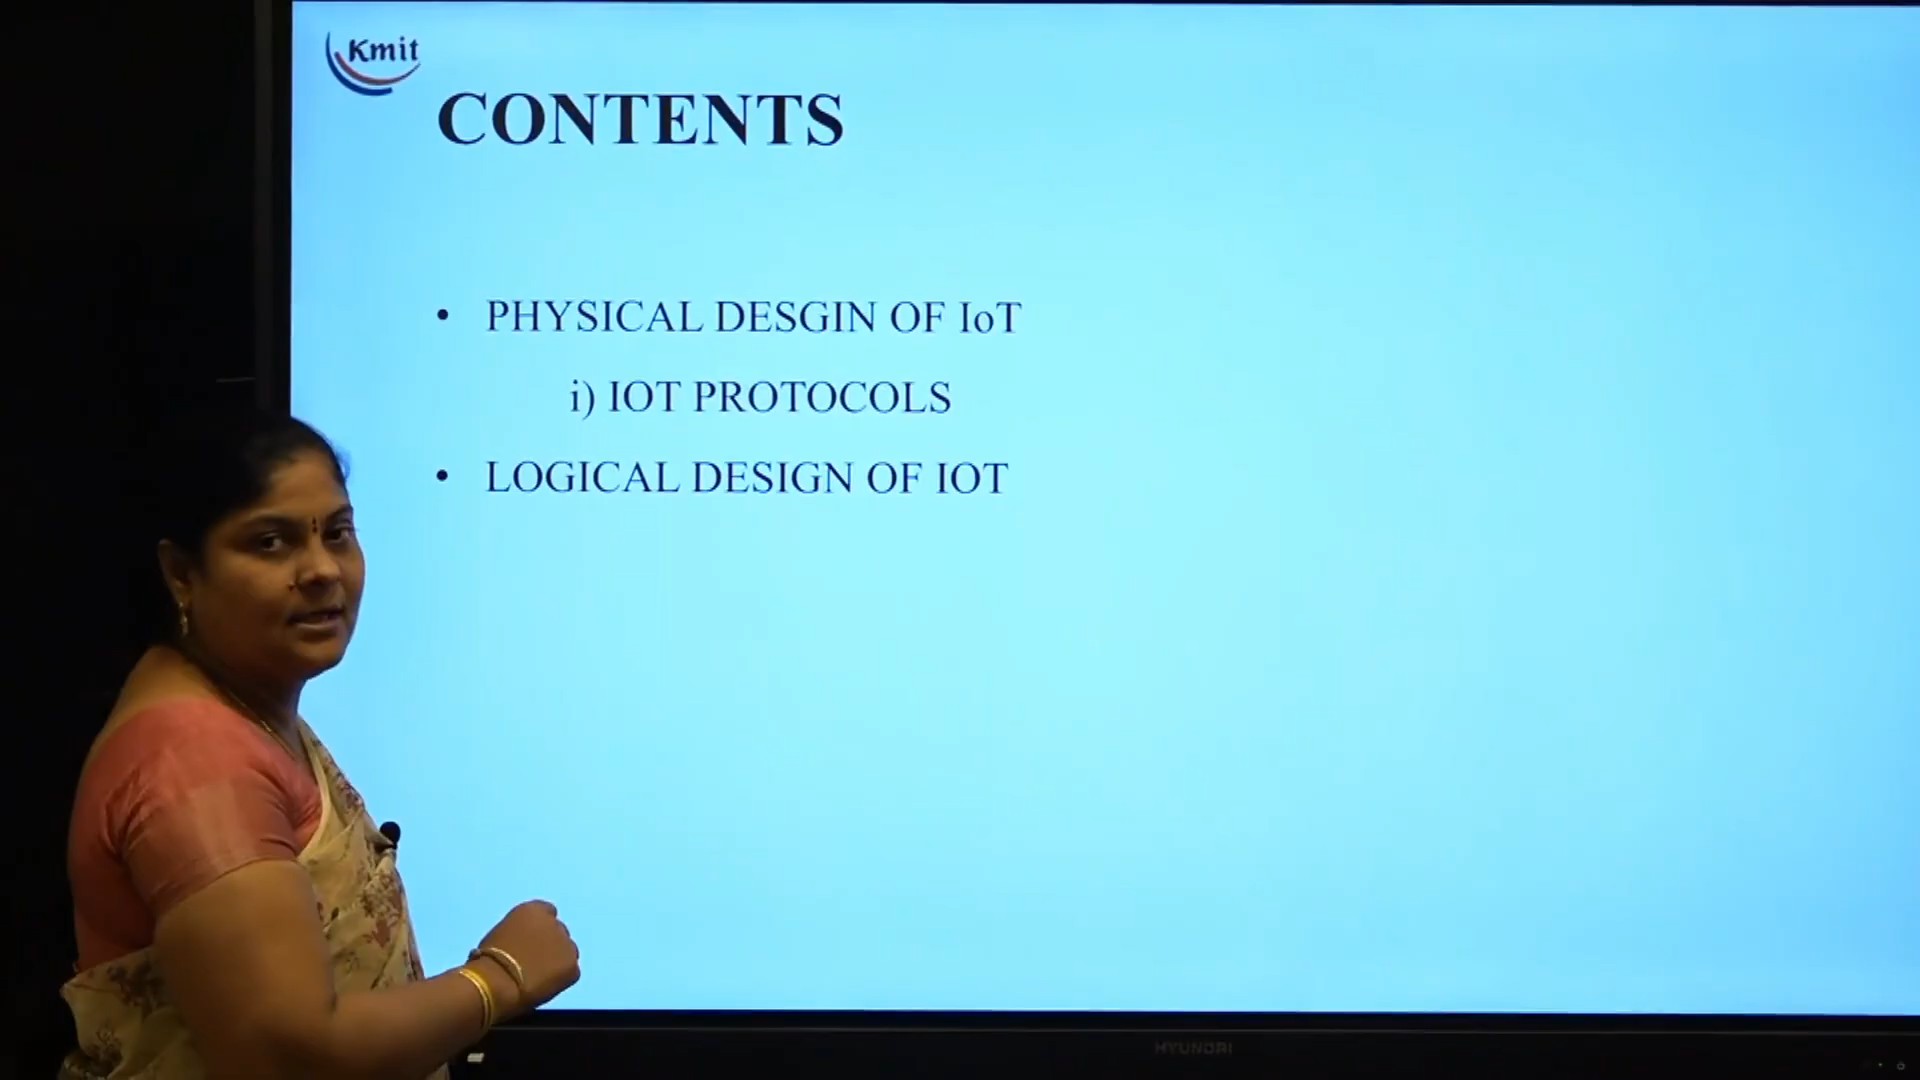 Kmit
CONTENTS
• PHYSICAL DESGIN OF IoT
i) IOT PROTOCOLS
• LOGICAL DESIGN OF IOT
HYUNDAI